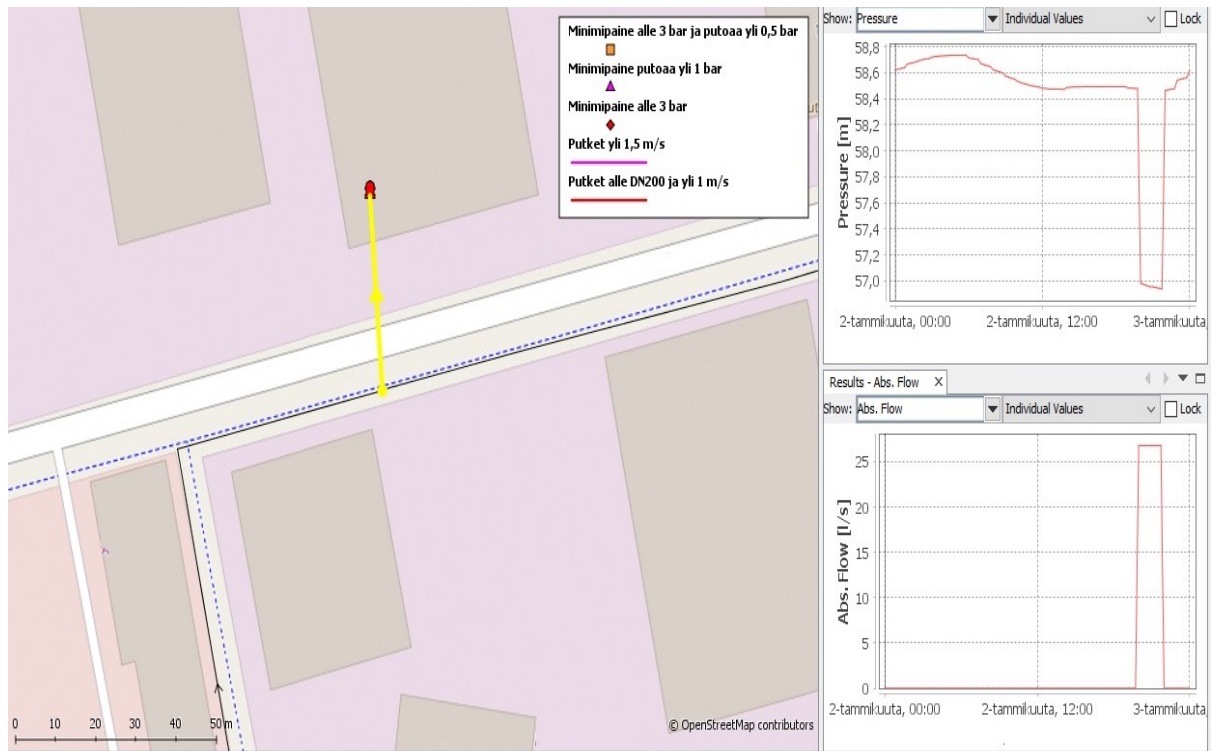 Minimipaine alle 3 bar ja putoaa yli 0,5 bar
Minimipaine putoaa yli 1 bar
Minimipaine alle 3 bar
Putket yli 1,5 m/s
Putket alle DN200 ja yli 1 m/s
0 10 20 30 40 50 m
© OpenStreetMap contributors
Show: Pressure Individual Values Lock
58,8
58,6
58,4
58,2
58,0
57,8
57,6
57,4
57,2
57,0
Pressure [m]
2-tammikuuta, 00:00 2-tammikuuta, 12:00 3-tammikuuta,
Results - Abs. Flow X
Show: Abs. Flow Individual Values Lock
25
20
15
10
5
0
Abs. Flow [l/s]
2-tammikuuta, 00:00 2-tammikuuta, 12:00 3-tammikuuta,